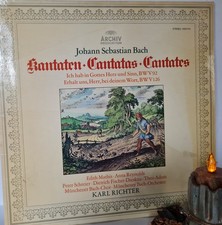 ARCHIV
PRODUKTION
Johann Sebastian Bach
Kantaten · Cantatas · Cantates
Ich hab in Gottes Herz und Sinn, BWV 92
Erhalt uns, Herr, bei deinem Wort, BWV 126
Edith Mathis · Anna Reynolds
Peter Schreier · Dietrich Fischer-Dieskau · Theo Adam
Münchener Bach-Chor · Münchener Bach-Orchester
KARL RICHTER